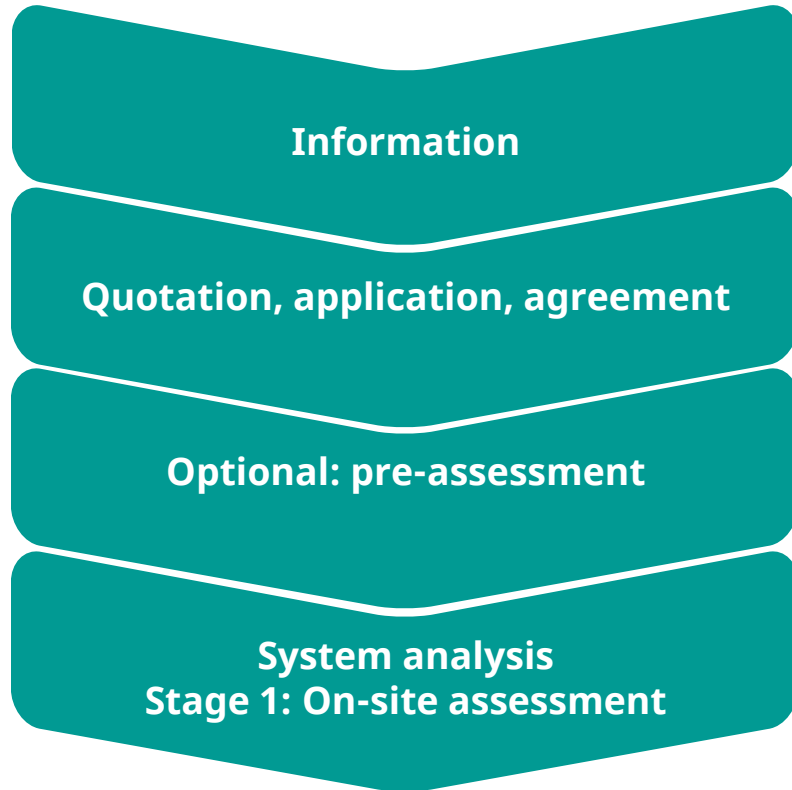 Information
Quotation, application, agreement
Optional: pre-assessment
System analysis
Stage 1: On-site assessment